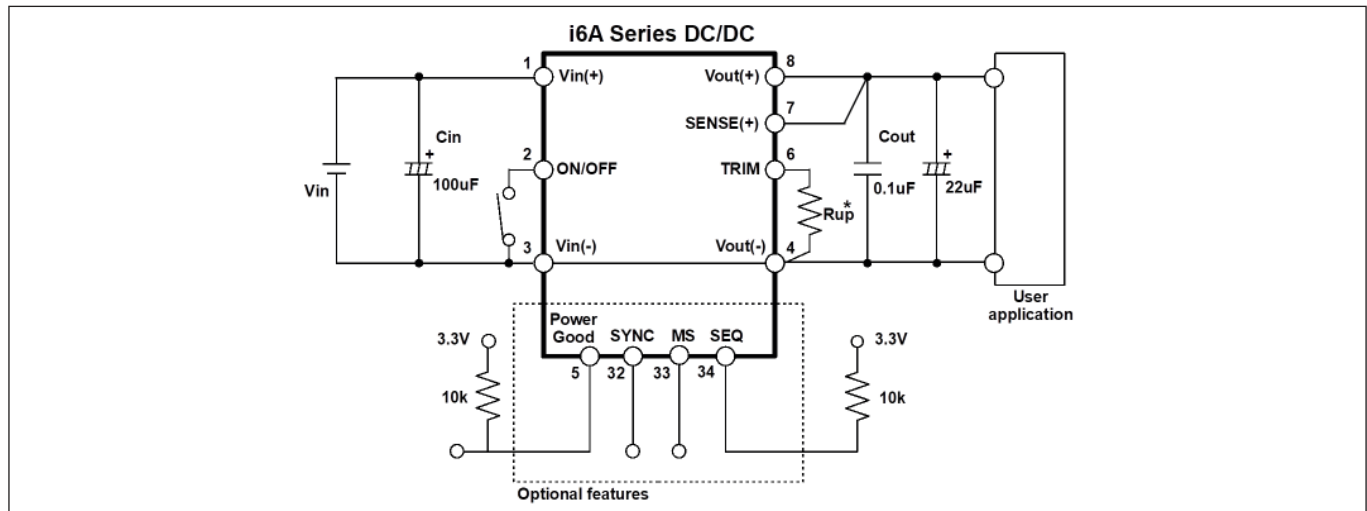 i6A Series DC/DC
1
Vin(+)
8
Vout(+)
7
SENSE(+)
Cin
+
100uF
Vin
2
ON/OFF
6
TRIM
Rup*
Cout
0.1uF
+
22uF
3
Vin(-)
Vout(-)
4
User
application
Power
Good
SYNC
MS
SEQ
5
32
33
34
3.3V
10k
3.3V
10k
Optional features